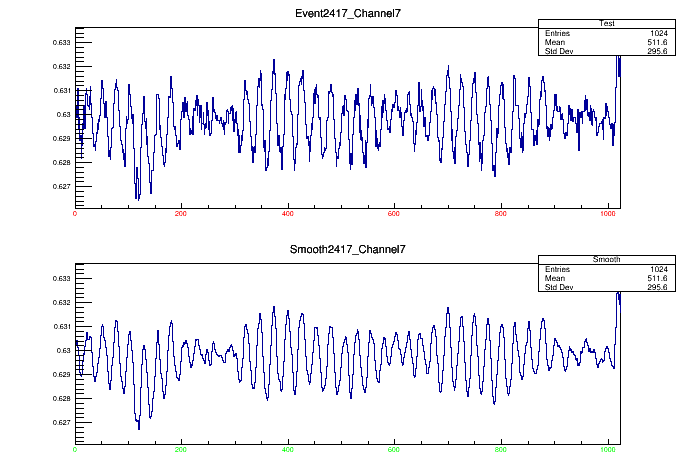 Event2417_Channel7
Test
Entries 1024
Mean 511.6
Std Dev 295.6
0.633
0.632
0.631
0.63
0.629
0.628
0.627
0 200 400 600 800 1000
Smooth2417_Channel7
Smooth
Entries 1024
Mean 511.6
Std Dev 295.6
0.633
0.632
0.631
0.63
0.629
0.628
0.627
0 200 400 600 800 1000